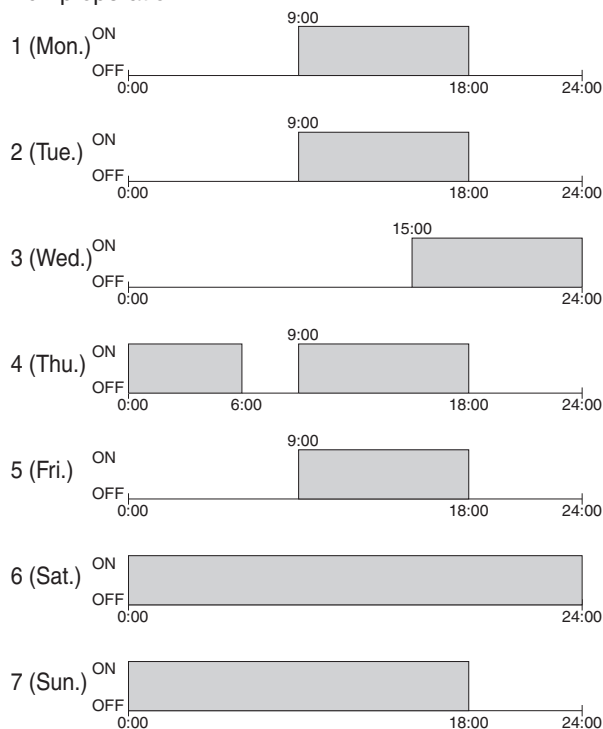 9:00
1 (Mon.) ON
OFF
0:00 18:00 24:00
9:00
2 (Tue.) ON
OFF
0:00 18:00 24:00
15:00
3 (Wed.) ON
OFF
0:00 24:00
9:00
4 (Thu.) ON
OFF
0:00 6:00 18:00 24:00
9:00
5 (Fri.) ON
OFF
0:00 18:00 24:00
6 (Sat.) ON
OFF
0:00 24:00
7 (Sun.) ON
OFF
0:00 18:00 24:00